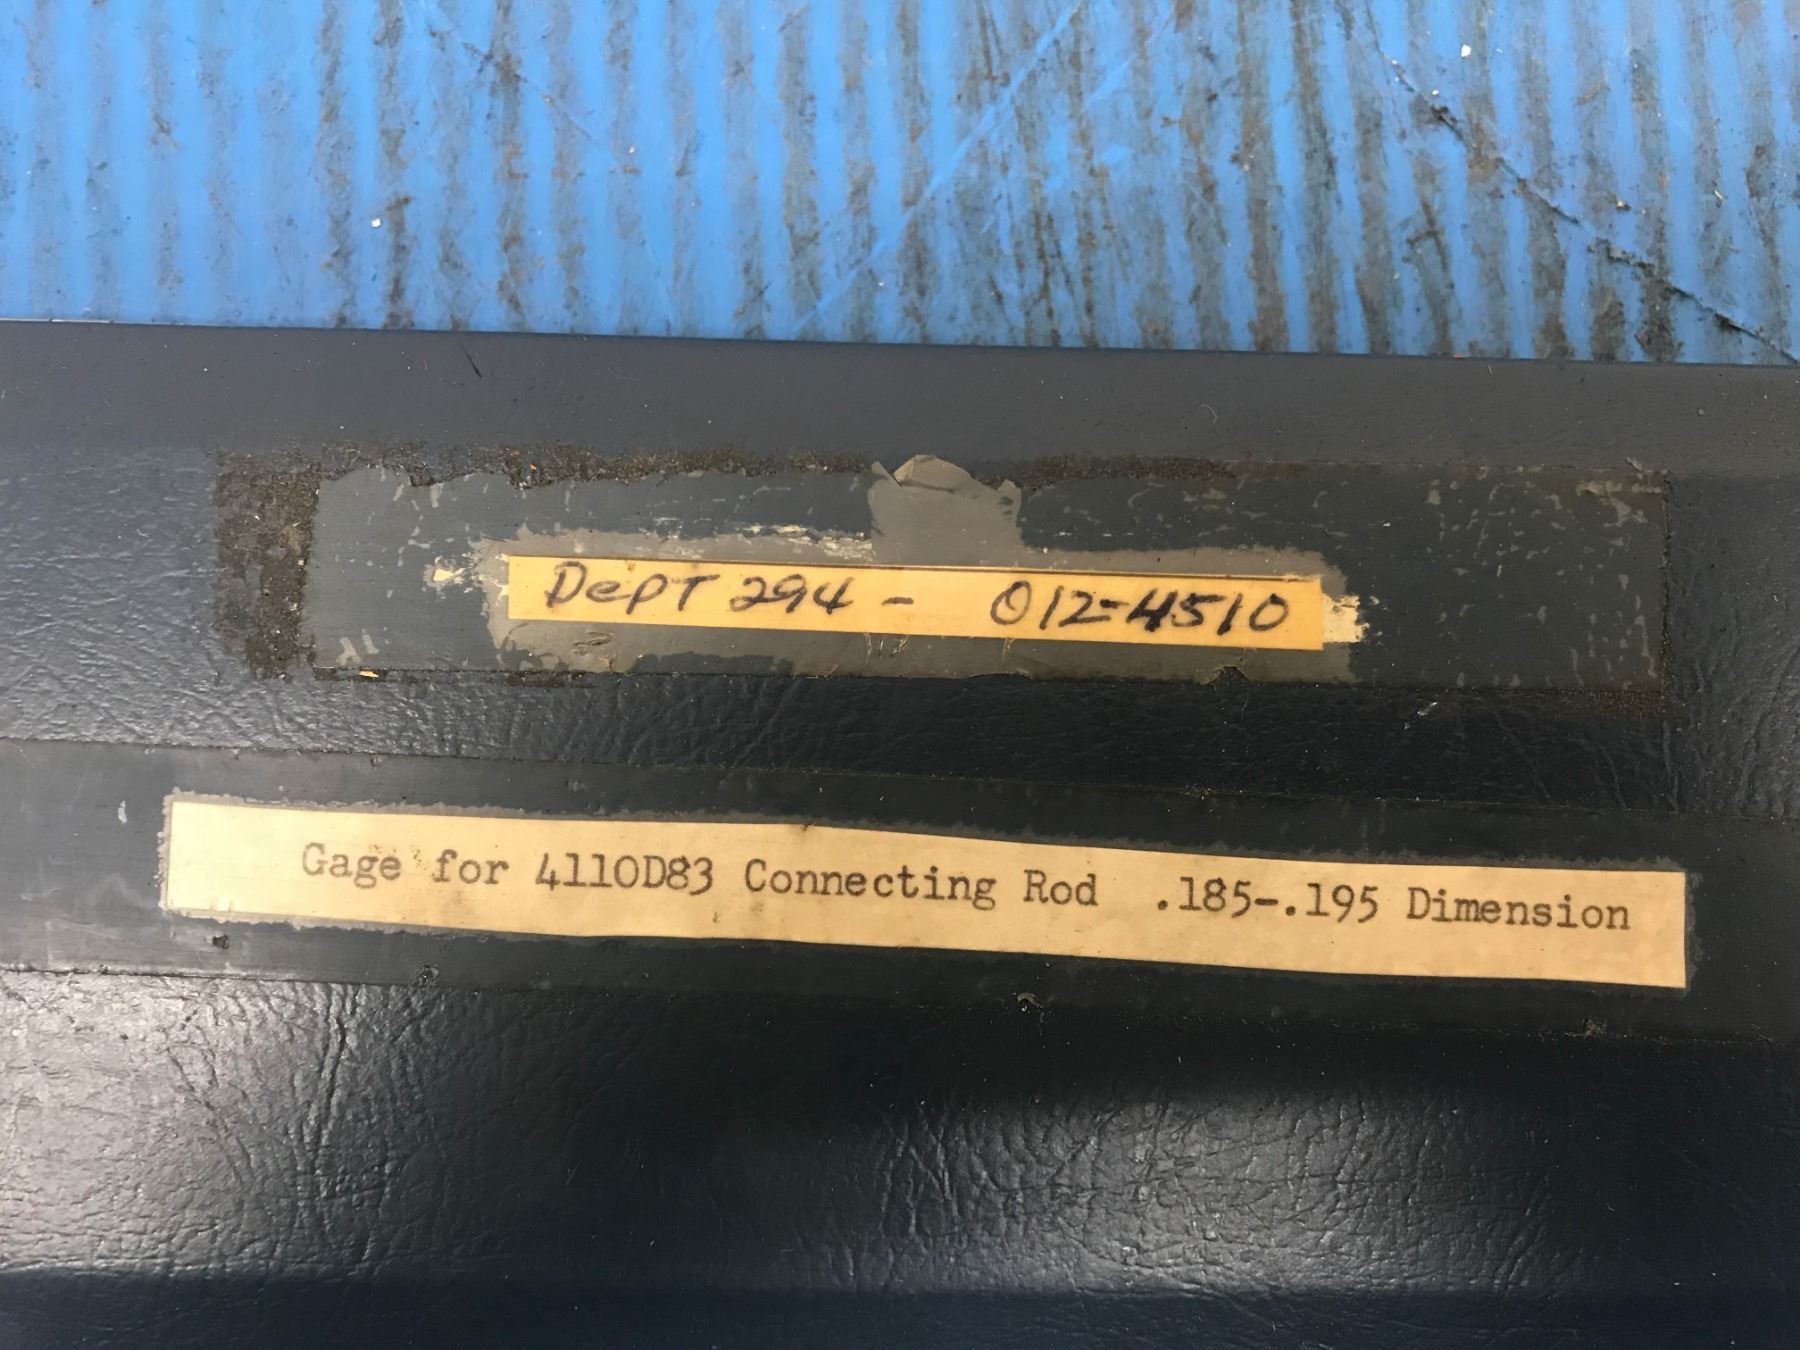 DepT 294 - 012-4510
Gage for 4110D83 Connecting Rod .185-.195 Dimension